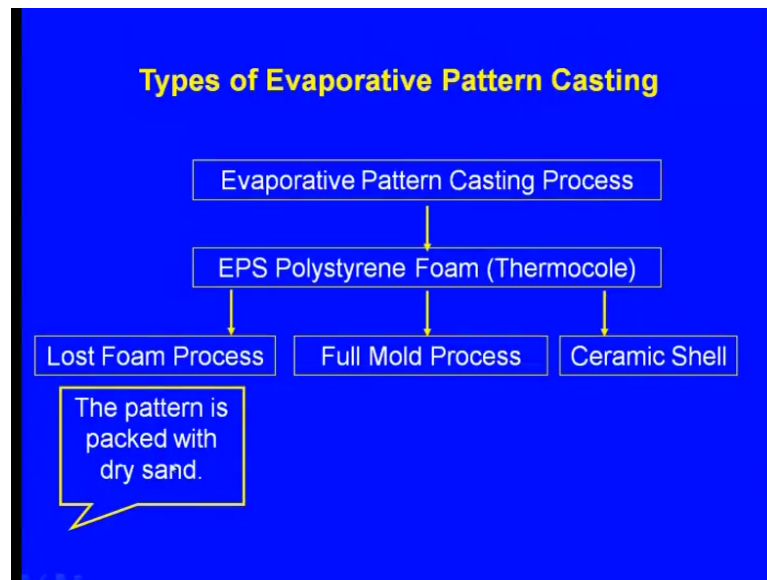 Types of Evaporative Pattern Casting
Evaporative Pattern Casting Process
EPS Polystyrene Foam (Thermocole)
Lost Foam Process
Full Mold Process
Ceramic Shell
The pattern is
packed with
dry sand.